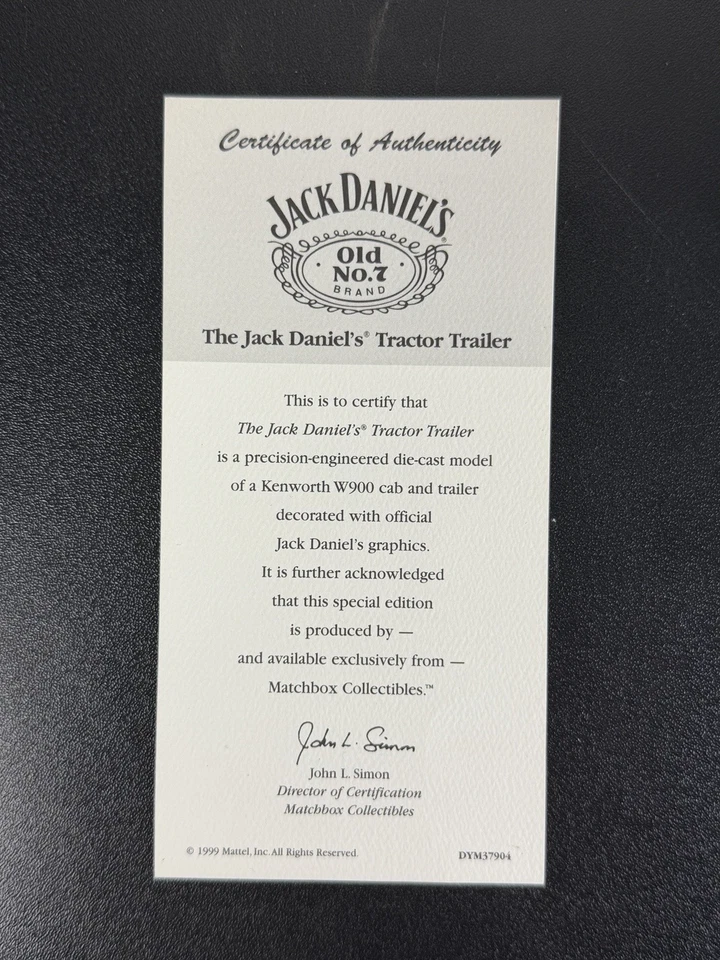 Certificate of Authenticity
JACK DANIEL'S®
Old
No.7
BRAND
The Jack Daniel's® Tractor Trailer
This is to certify that
The Jack Daniel's® Tractor Trailer
is a precision-engineered die-cast model
of a Kenworth W900 cab and trailer
decorated with official
Jack Daniel's graphics.
It is further acknowledged
that this special edition
is produced by —
and available exclusively from —
Matchbox Collectibles.™
John L. Simon
John L. Simon
Director of Certification
Matchbox Collectibles
© 1999 Mattel, Inc. All Rights Reserved.
DYM37904